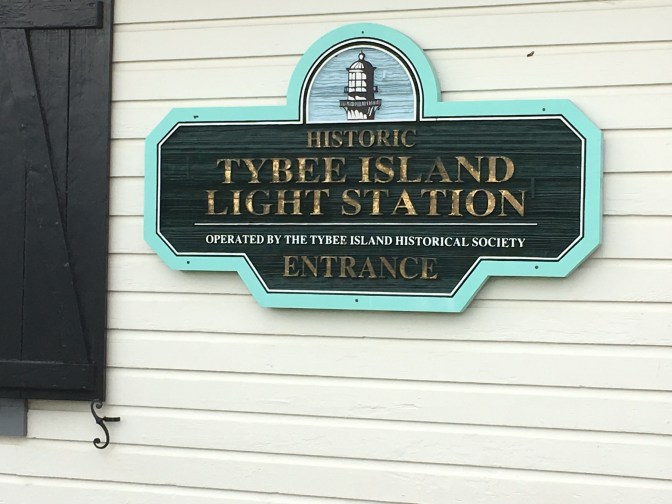 HISTORIC
TYBEE ISLAND
LIGHT STATION
OPERATED BY THE TYBEE ISLAND HISTORICAL SOCIETY
ENTRANCE